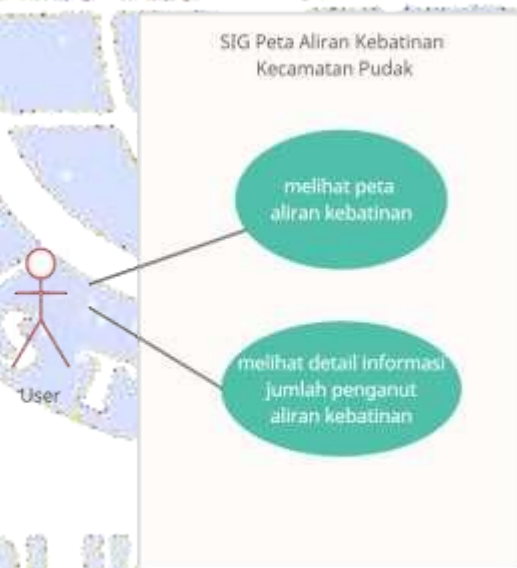 SIG Peta Aliran Kebatinan
Kecamatan Pudak
melihat peta
aliran kebatinan
melihat detail informasi
jumlah penganut
aliran kebatinan
User